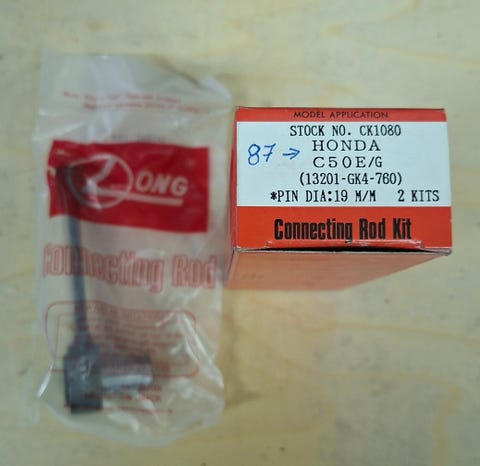 RONG
Connecting Rod
MODEL APPLICATION
STOCK NO. CK1080
87 → HONDA
C50E/G
(13201-GK4-760)
*PIN DIA:19 M/M 2 KITS
Connecting Rod Kit